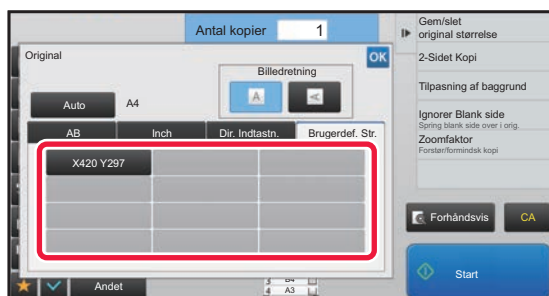 Antal kopier 1
Original
OK
Billedretning
A A
Auto A4
AB Inch Dir. Indtastn. Brugerdef. Str.
X420 Y297
Andet
3 B4
4 A3
Gem/slet
original størrelse
2-Sidet Kopi
Tilpasning af baggrund
Ignorer Blank side
Spring blank side over i orig.
Zoomfaktor
Forstør/formindsk kopi
Forhåndsvis CA
Start